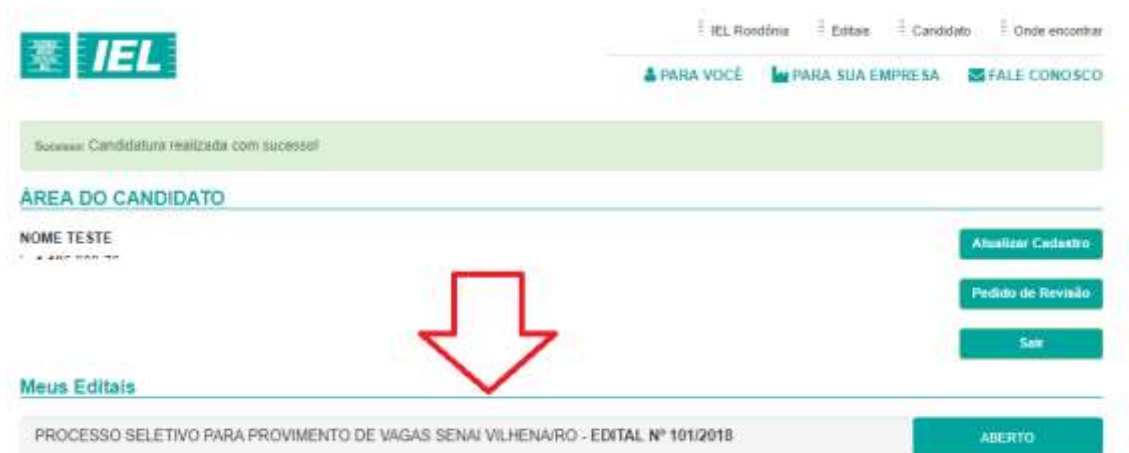 IEL
IEL Rondônia Editais Candidato Onde encontrar
PARA VOCÊ PARA SUA EMPRESA FALE CONOSCO
Sucesso: Candidatura realizada com sucesso!
ÁREA DO CANDIDATO
NOME TESTE
Atualizar Cadastro
Pedido de Revisão
Sair
Meus Editais
PROCESSO SELETIVO PARA PROVIMENTO DE VAGAS SENAI VILHENA/RO - EDITAL Nº 101/2018
ABERTO